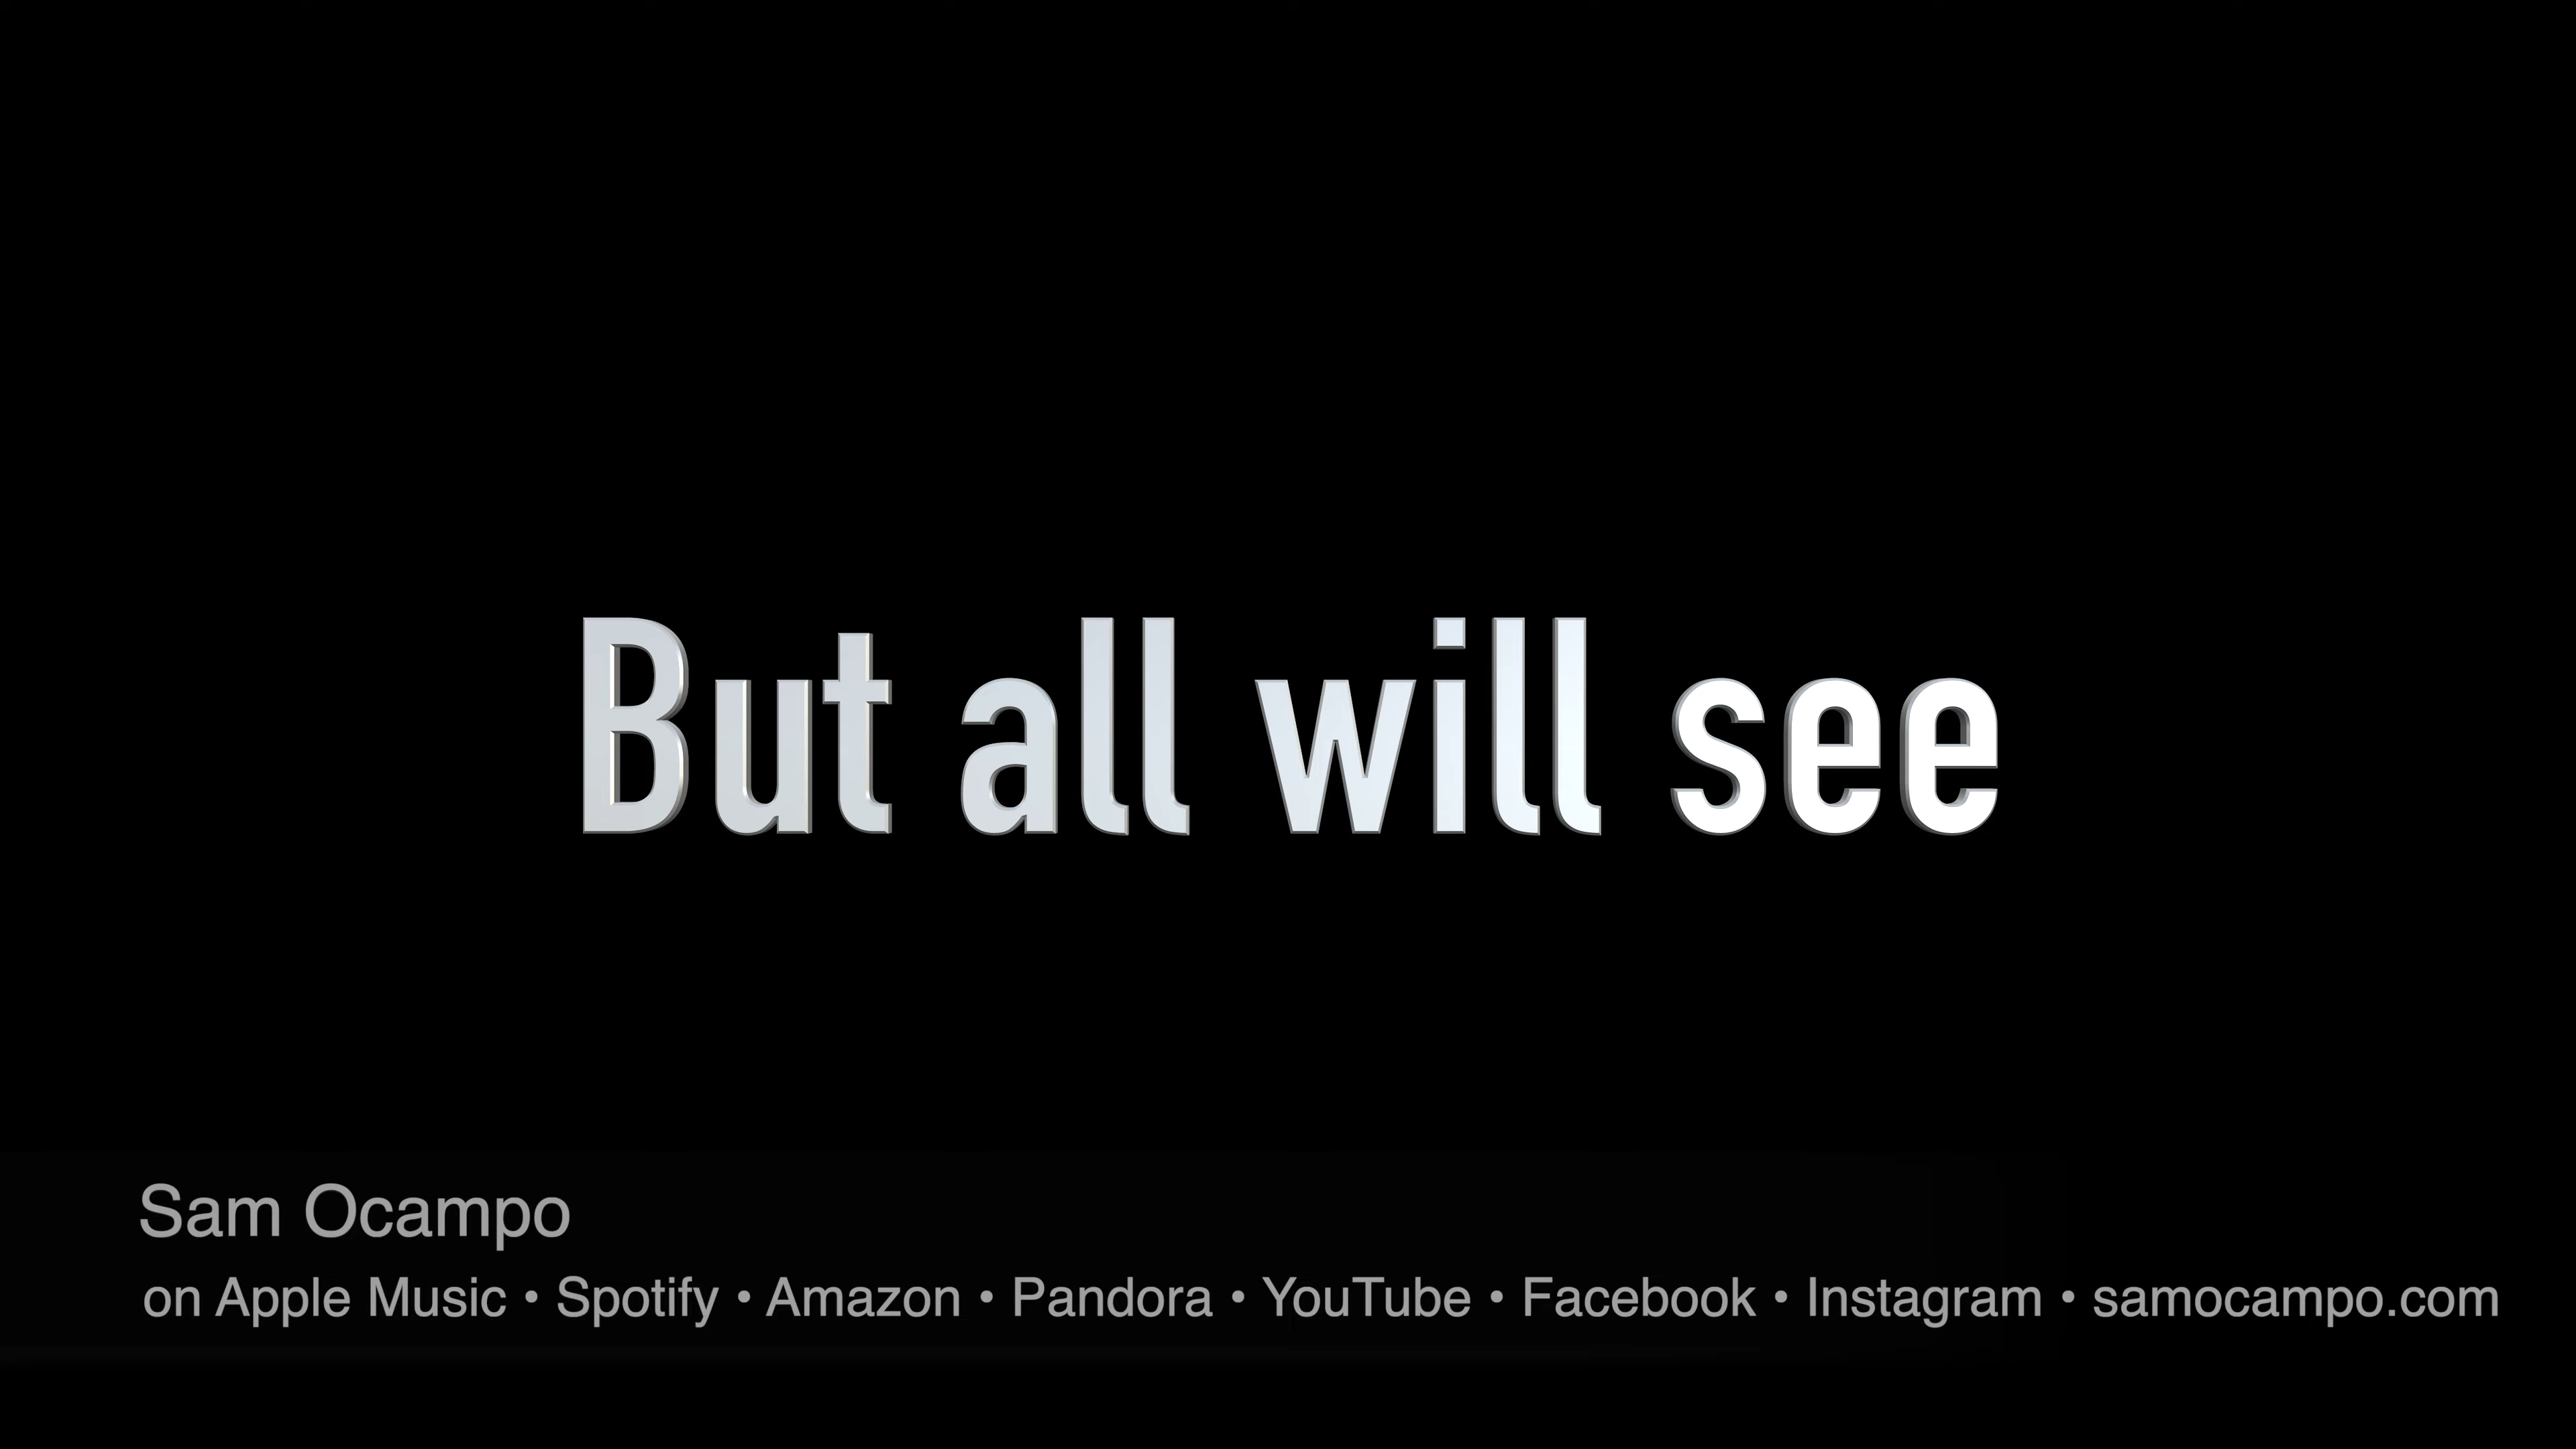 But all will see
Sam Ocampo
on Apple Music • Spotify • Amazon • Pandora • YouTube • Facebook • Instagram • samocampo.com